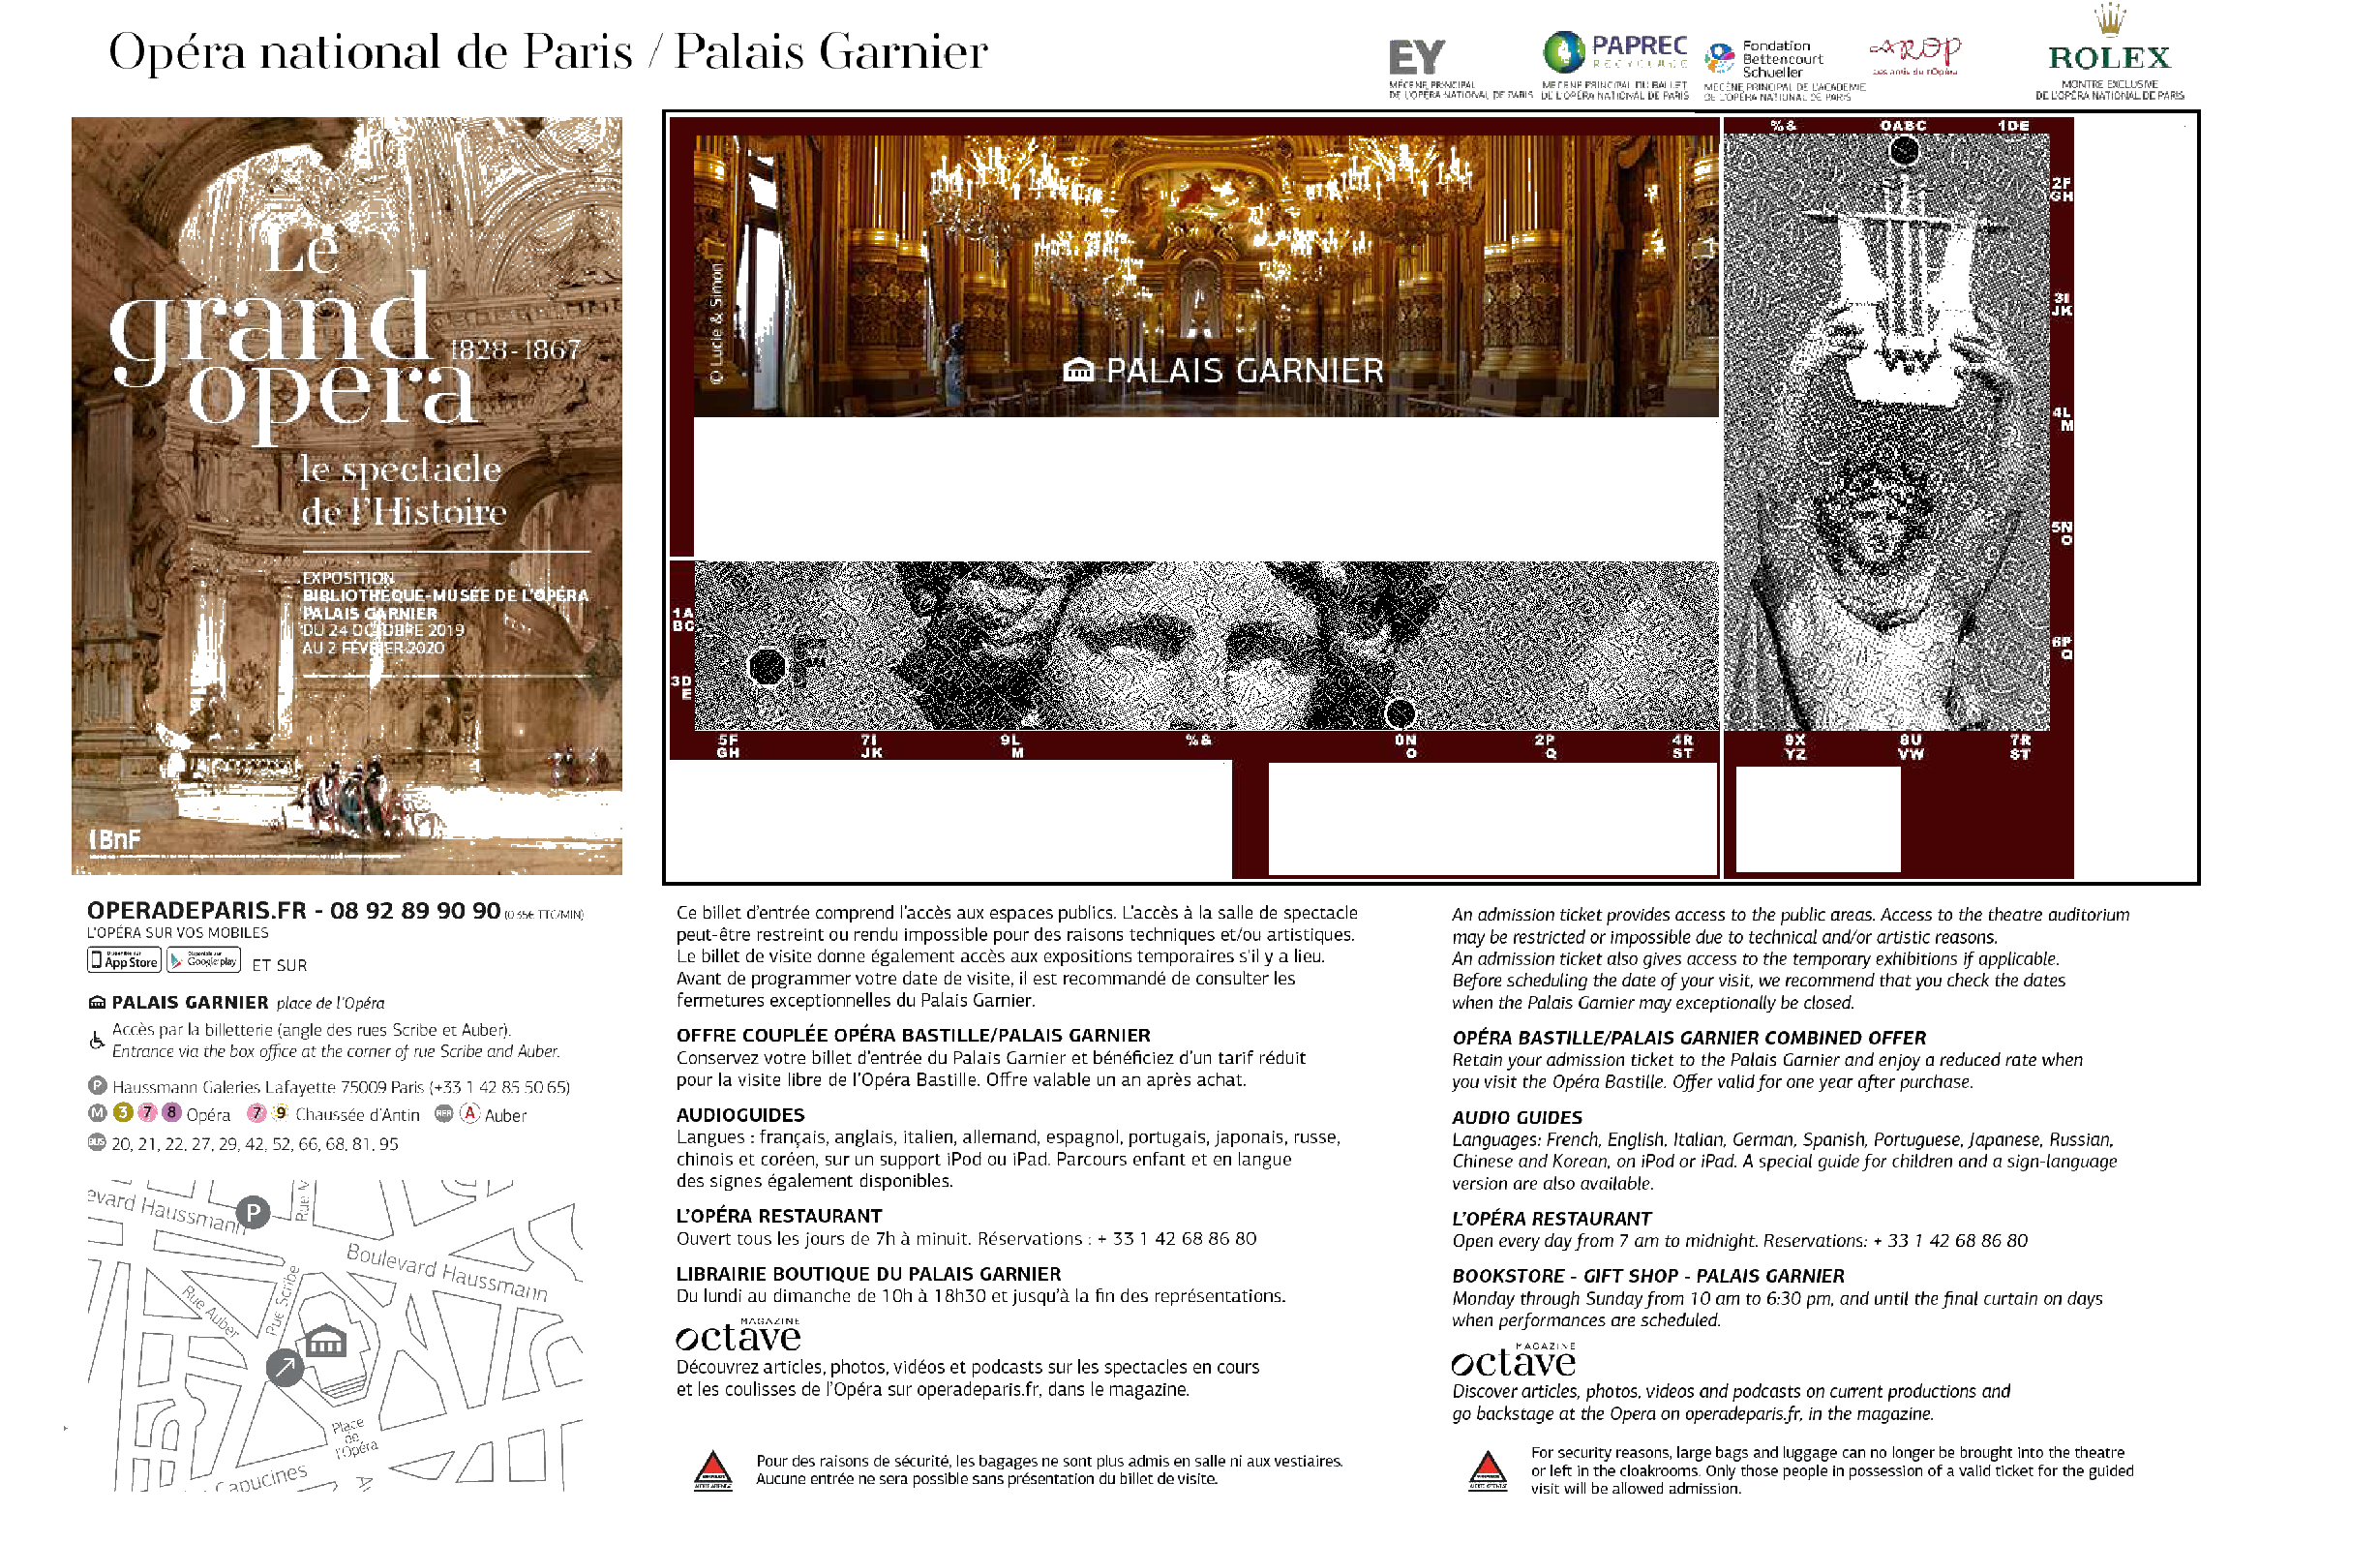 Opéra national de Paris / Palais Garnier
EY
MÉCÈNE PRINCIPAL
DE L'OPÉRA NATIONAL DE PARIS
PAPREC
RECYCLAGE
MÉCÈNE PRINCIPAL DU BALLET
DE L'OPÉRA NATIONAL DE PARIS
Fondation
Bettencourt
Schueller
MÉCÈNE PRINCIPAL DE L'ACADÉMIE
DE L'OPÉRA NATIONAL DE PARIS
AROP
Les amis de l'Opéra
ROLEX
MONTRE EXCLUSIVE
DE L'OPÉRA NATIONAL DE PARIS
Le
grand
1828-1867
opéra
le spectacle
de l'Histoire
EXPOSITION
BIBLIOTHÈQUE-MUSÉE DE L'OPÉRA
PALAIS GARNIER
DU 24 OCTOBRE 2019
AU 2 FÉVRIER 2020
BnF
© Lucie & Simon
PALAIS GARNIER
%& 0ABC 1DE
2F
GH
3I
JK
4L
M
5N
O
6P
Q
1A
BC
3D
E
5F 7I 9L %& 0N 2P 4R 9X 8U 7R
GH JK M O Q ST YZ VW ST
OPERADEPARIS.FR - 08 92 89 90 90 (0.35€ TTC/MIN)
L'OPÉRA SUR VOS MOBILES
App Store
Google play
ET SUR
PALAIS GARNIER place de l'Opéra
Accès par la billetterie (angle des rues Scribe et Auber).
Entrance via the box office at the corner of rue Scribe and Auber.
P Haussmann Galeries Lafayette 75009 Paris (+33 1 42 85 50 65)
M 3 7 8 Opéra 7 9 Chaussée d'Antin RER A Auber
BUS 20, 21, 22, 27, 29, 42, 52, 66, 68, 81, 95
evard Haussmann
P
Rue M
Boulevard Haussmann
Rue Scribe
Rue Auber
Place
de
l'Opéra
Capucines
A
Ce billet d'entrée comprend l'accès aux espaces publics. L'accès à la salle de spectacle
peut-être restreint ou rendu impossible pour des raisons techniques et/ou artistiques.
Le billet de visite donne également accès aux expositions temporaires s'il y a lieu.
Avant de programmer votre date de visite, il est recommandé de consulter les
fermetures exceptionnelles du Palais Garnier.
OFFRE COUPLÉE OPÉRA BASTILLE/PALAIS GARNIER
Conservez votre billet d'entrée du Palais Garnier et bénéficiez d'un tarif réduit
pour la visite libre de l'Opéra Bastille. Offre valable un an après achat.
AUDIOGUIDES
Langues : français, anglais, italien, allemand, espagnol, portugais, japonais, russe,
chinois et coréen, sur un support iPod ou iPad. Parcours enfant et en langue
des signes également disponibles.
L'OPÉRA RESTAURANT
Ouvert tous les jours de 7h à minuit. Réservations : + 33 1 42 68 86 80
LIBRAIRIE BOUTIQUE DU PALAIS GARNIER
Du lundi au dimanche de 10h à 18h30 et jusqu'à la fin des représentations.
MAGAZINE
octave
Découvrez articles, photos, vidéos et podcasts sur les spectacles en cours
et les coulisses de l'Opéra sur operadeparis.fr, dans le magazine.
Pour des raisons de sécurité, les bagages ne sont plus admis en salle ni aux vestiaires.
Aucune entrée ne sera possible sans présentation du billet de visite.
An admission ticket provides access to the public areas. Access to the theatre auditorium
may be restricted or impossible due to technical and/or artistic reasons.
An admission ticket also gives access to the temporary exhibitions if applicable.
Before scheduling the date of your visit, we recommend that you check the dates
when the Palais Garnier may exceptionally be closed.
OPÉRA BASTILLE/PALAIS GARNIER COMBINED OFFER
Retain your admission ticket to the Palais Garnier and enjoy a reduced rate when
you visit the Opéra Bastille. Offer valid for one year after purchase.
AUDIO GUIDES
Languages: French, English, Italian, German, Spanish, Portuguese, Japanese, Russian,
Chinese and Korean, on iPod or iPad. A special guide for children and a sign-language
version are also available.
L'OPÉRA RESTAURANT
Open every day from 7 am to midnight. Reservations: + 33 1 42 68 86 80
BOOKSTORE - GIFT SHOP - PALAIS GARNIER
Monday through Sunday from 10 am to 6:30 pm, and until the final curtain on days
when performances are scheduled.
MAGAZINE
octave
Discover articles, photos, videos and podcasts on current productions and
go backstage at the Opera on operadeparis.fr, in the magazine.
For security reasons, large bags and luggage can no longer be brought into the theatre
or left in the cloakrooms. Only those people in possession of a valid ticket for the guided
visit will be allowed admission.